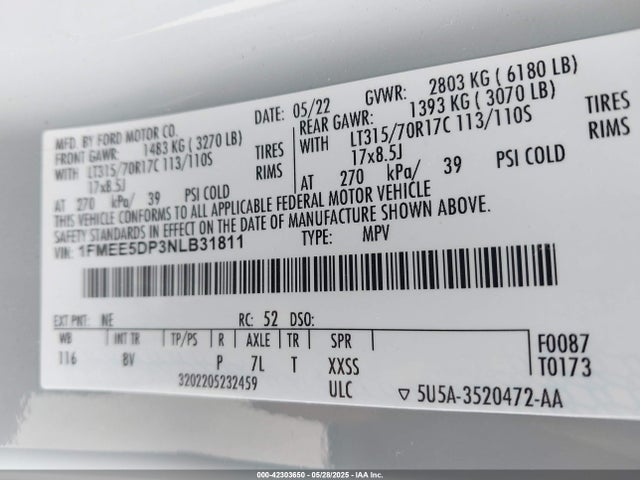 MFD. BY FORD MOTOR CO.
DATE: 05/22 GVWR: 2803 KG ( 6180 LB)
FRONT GAWR: 1483 KG ( 3270 LB)
REAR GAWR: 1393 KG ( 3070 LB)
WITH LT315/70R17C 113/110S TIRES
WITH LT315/70R17C 113/110S TIRES
17x8.5J RIMS
17x8.5J RIMS
AT 270 kPa/ 39 PSI COLD
AT 270 kPa/ 39 PSI COLD
THIS VEHICLE CONFORMS TO ALL APPLICABLE FEDERAL MOTOR VEHICLE
SAFETY STANDARDS IN EFFECT ON THE DATE OF MANUFACTURE SHOWN ABOVE.
VIN: 1FMEE5DP3NLB31811 TYPE: MPV
EXT PNT: NE RC: 52 DSO:
WB INT TR TP/PS R AXLE TR SPR F0087
116 8V P 7L T XXSS T0173
3202205232459 ULC ▽ 5U5A-3520472-AA
000-42303650 — 05/28/2025 — IAA Inc.